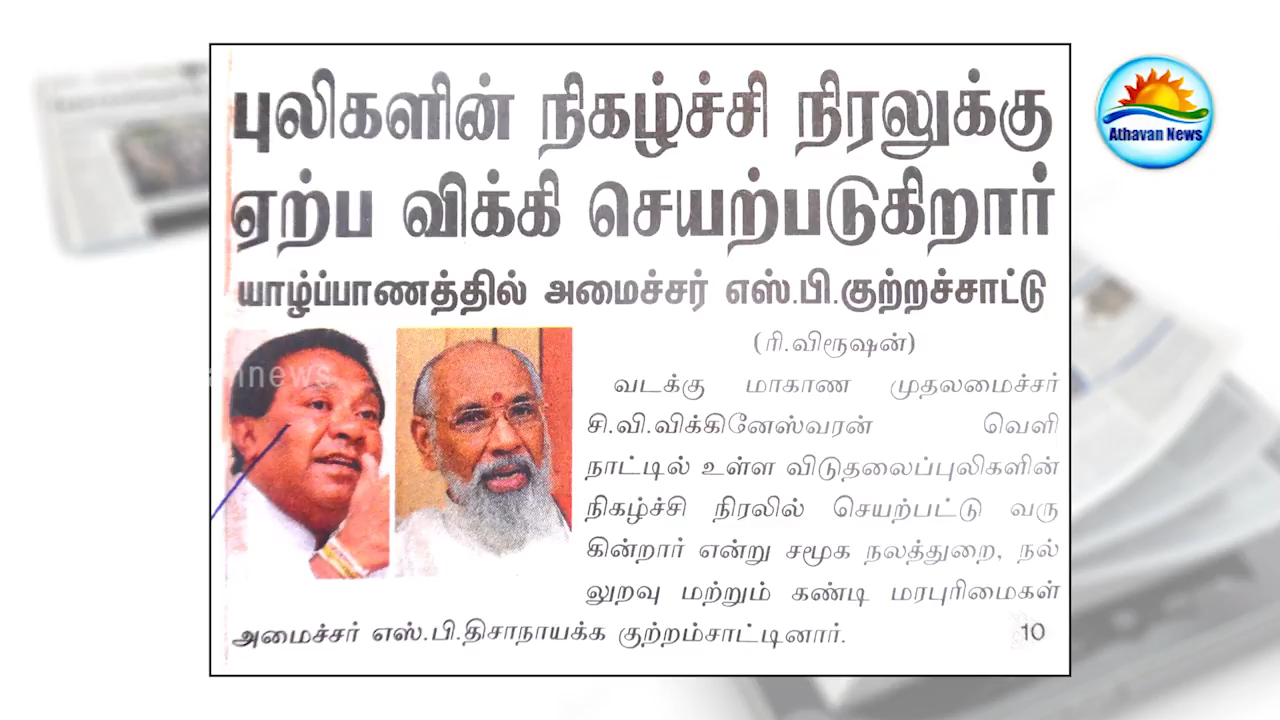 புலிகளின் நிகழ்ச்சி நிரலுக்கு
ஏற்ப விக்கி செயற்படுகிறார்
யாழ்ப்பாணத்தில் அமைச்சர் எஸ்.பி.குற்றச்சாட்டு
(ரி.விரூஷன்)
வடக்கு மாகாண முதலமைச்சர்
சி.வி.விக்கினேஸ்வரன் வெளி
நாட்டில் உள்ள விடுதலைப்புலிகளின்
நிகழ்ச்சி நிரலில் செயற்பட்டு வரு
கின்றார் என்று சமூக நலத்துறை, நல்
லுறவு மற்றும் கண்டி மரபுரிமைகள்
அமைச்சர் எஸ்.பி.திசாநாயக்க குற்றம்சாட்டினார்.
10
Athavan News